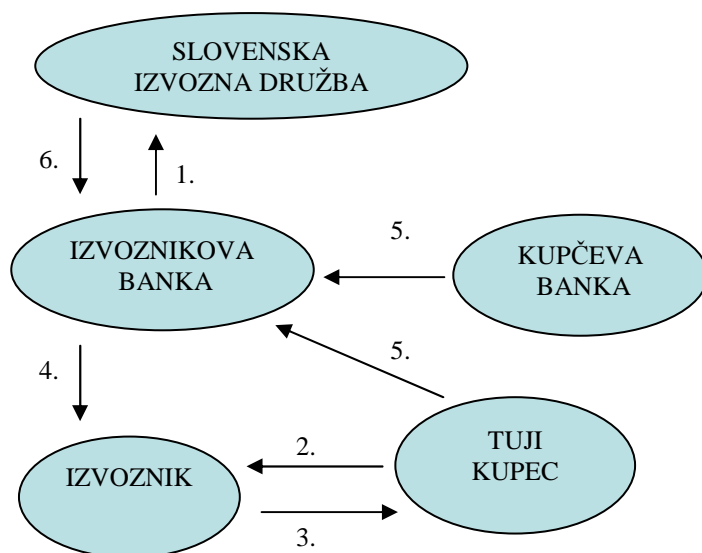 SLOVENSKA
IZVOZNA DRUŽBA
6.
1.
IZVOZNIKOVA
BANKA
5.
KUPČEVA
BANKA
5.
4.
TUJI
KUPEC
2.
IZVOZNIK
3.